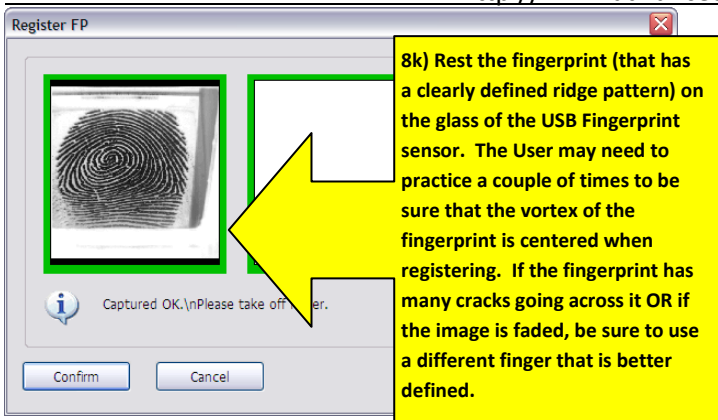 Register FP
8k) Rest the fingerprint (that has
a clearly defined ridge pattern) on
the glass of the USB Fingerprint
sensor. The User may need to
practice a couple of times to be
sure that the vortex of the
fingerprint is centered when
registering. If the fingerprint has
many cracks going across it OR if
the image is faded, be sure to use
a different finger that is better
defined.
Captured OK.\nPlease take off er.
Confirm
Cancel